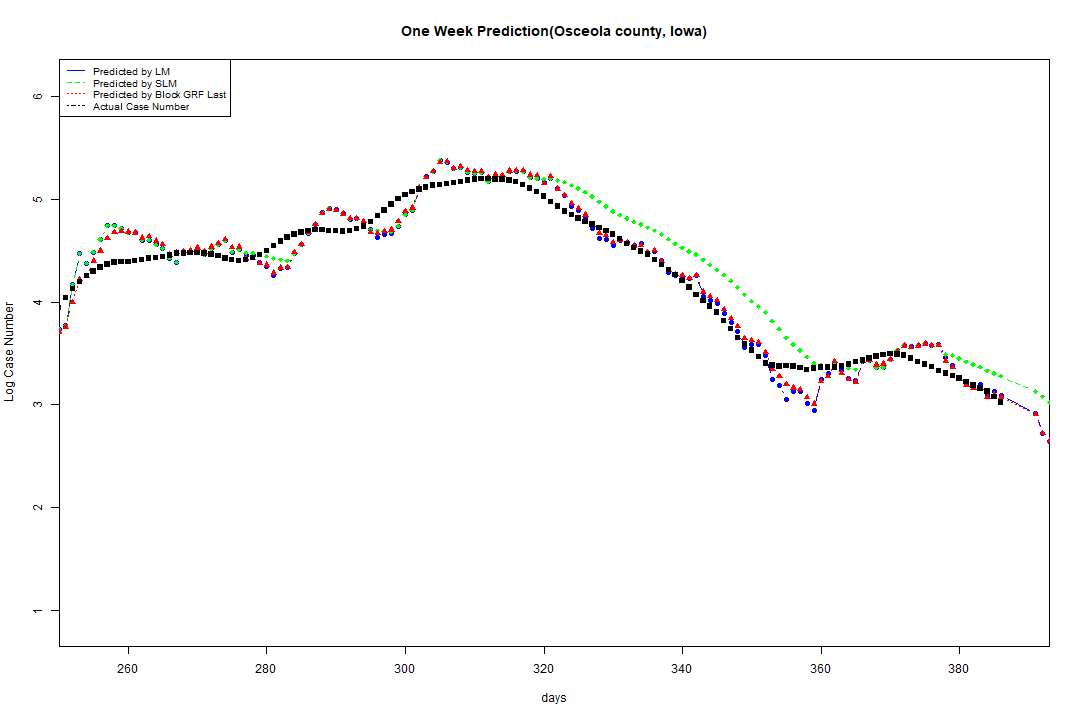 One Week Prediction(Osceola county, Iowa)
Predicted by LM
Predicted by SLM
Predicted by Block GRF Last
Actual Case Number
6
5
4
3
2
1
Log Case Number
260 280 300 320 340 360 380
days